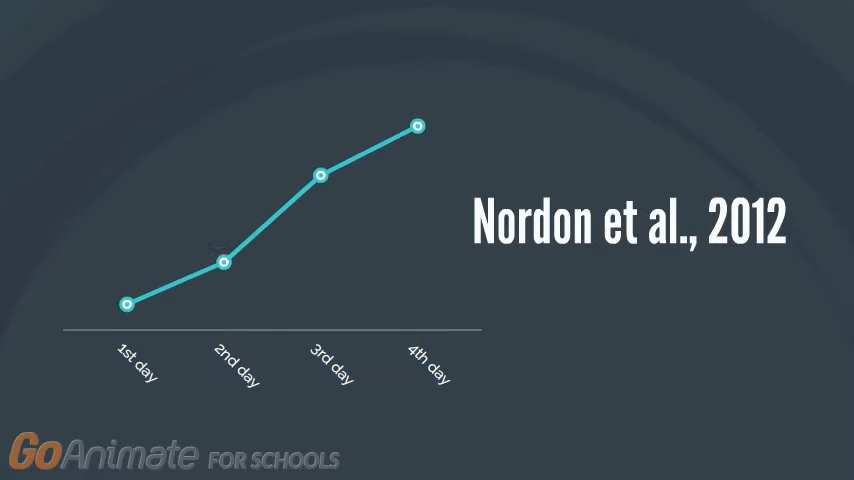 Nordon et al., 2012
1st day
2nd day
3rd day
4th day
GoAnimate FOR SCHOOLS